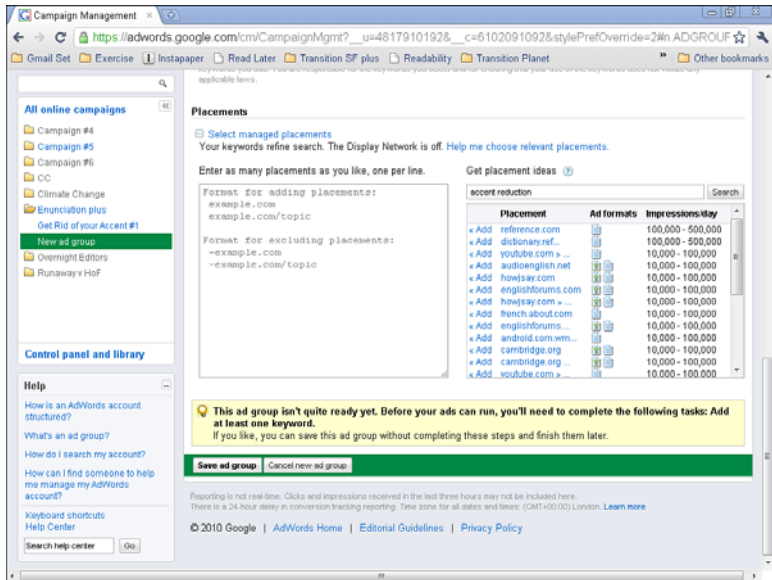 Campaign Management
https://adwords.google.com/cm/CampaignMgmt?__u=4817910192&__c=6102091092&stylePrefOverride=2#n.ADGROUF
Gmail Set Exercise Instapaper Read Later Transition SF plus Readability Transition Planet » Other bookmarks
applicable laws.
All online campaigns
Campaign #4
Campaign #5
Campaign #6
CC
Climate Change
Enunciation plus
Get Rid of your Accent #1
New ad group
Overnight Editors
Runaway v HoF
Control panel and library
Help
How is an AdWords account
structured?
What's an ad group?
How do I search my account?
How can I find someone to help
me manage my AdWords
account?
Keyboard shortcuts
Help Center
Search help center Go
Placements
Select managed placements
Your keywords refine search. The Display Network is off. Help me choose relevant placements.
Enter as many placements as you like, one per line.
Format for adding placements:
example.com
example.com/topic
Format for excluding placements:
-example.com
-example.com/topic
Get placement ideas ?
accent reduction Search
Placement Ad formats Impressions/day
« Add reference.com 100,000 - 500,000
« Add dictionary.ref... 100,000 - 500,000
« Add youtube.com » ... 10,000 - 100,000
« Add audioenglish.net 10,000 - 100,000
« Add howjsay.com 10,000 - 100,000
« Add englishforums.com 10,000 - 100,000
« Add howjsay.com » ... 10,000 - 100,000
« Add french.about.com 10,000 - 100,000
« Add englishforums.... 10,000 - 100,000
« Add android.com.wm... 10,000 - 100,000
« Add cambridge.org 10,000 - 100,000
« Add cambridge.org ... 10,000 - 100,000
« Add youtube.com » ... 10,000 - 100,000
This ad group isn't quite ready yet. Before your ads can run, you'll need to complete the following tasks: Add
at least one keyword.
If you like, you can save this ad group without completing these steps and finish them later.
Save ad group Cancel new ad group
Reporting is not real-time. Clicks and impressions received in the last three hours may not be included here.
There is a 24-hour delay in conversion tracking reporting. Time zone for all dates and times: (GMT+00:00) London. Learn more
© 2010 Google | AdWords Home | Editorial Guidelines | Privacy Policy